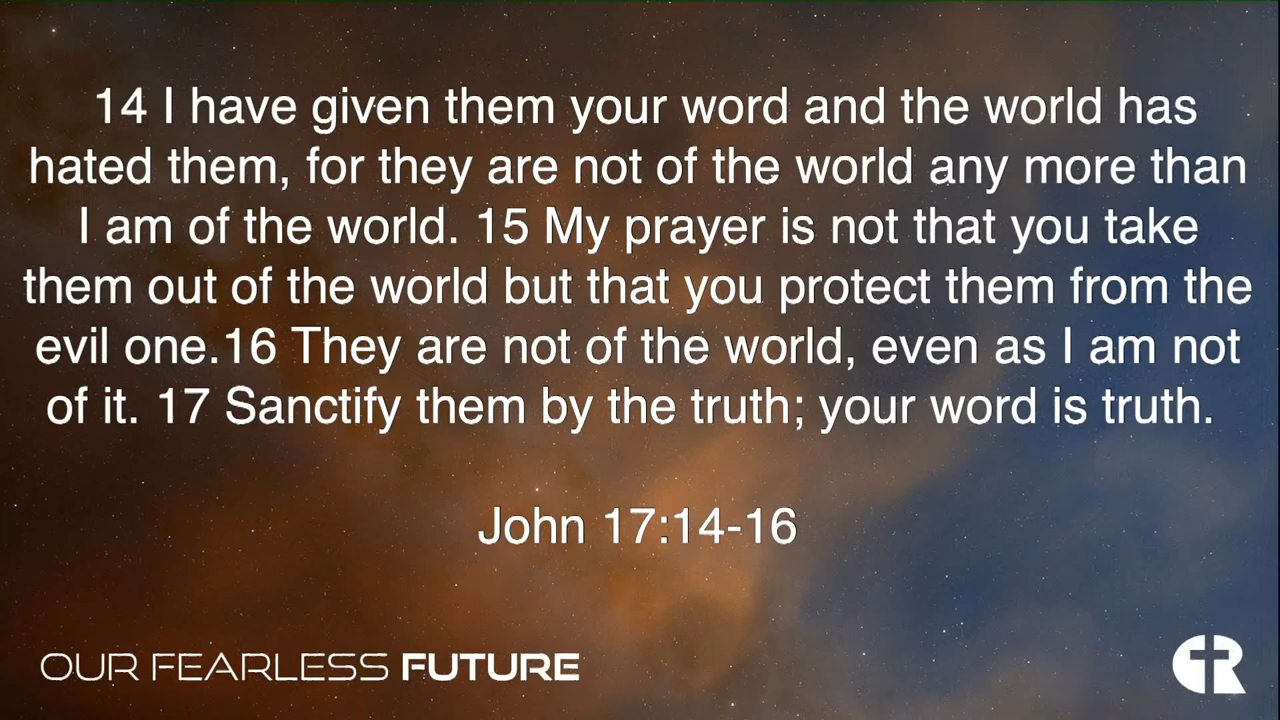 14 I have given them your word and the world has
hated them, for they are not of the world any more than
I am of the world. 15 My prayer is not that you take
them out of the world but that you protect them from the
evil one.16 They are not of the world, even as I am not
of it. 17 Sanctify them by the truth; your word is truth.
John 17:14-16
OUR FEARLESS FUTURE
CR